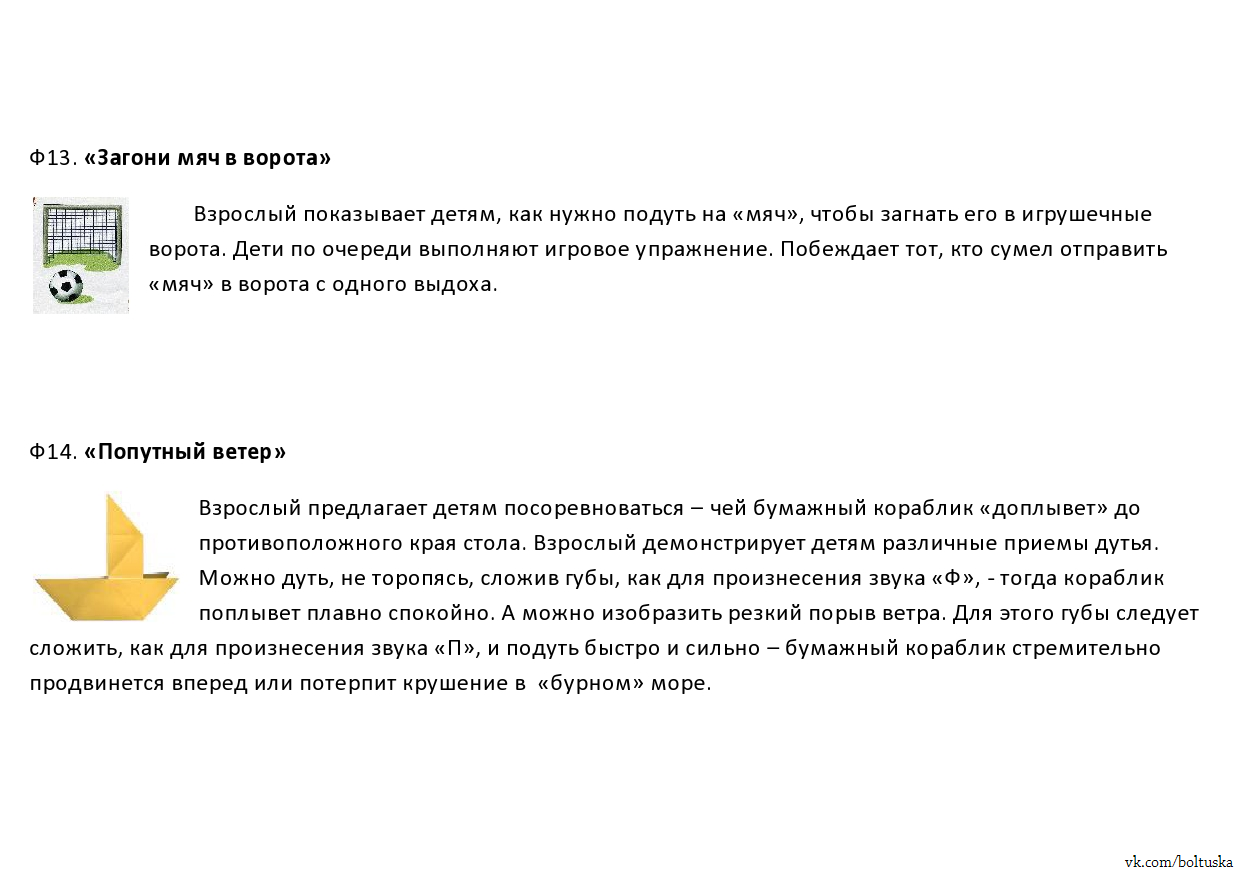 Ф13. «Загони мяч в ворота»
Взрослый показывает детям, как нужно подуть на «мяч», чтобы загнать его в игрушечные
ворота. Дети по очереди выполняют игровое упражнение. Побеждает тот, кто сумел отправить
«мяч» в ворота с одного выдоха.
Ф14. «Попутный ветер»
Взрослый предлагает детям посоревноваться – чей бумажный кораблик «доплывет» до
противоположного края стола. Взрослый демонстрирует детям различные приемы дутья.
Можно дуть, не торопясь, сложив губы, как для произнесения звука «Ф», - тогда кораблик
поплывет плавно спокойно. А можно изобразить резкий порыв ветра. Для этого губы следует
сложить, как для произнесения звука «П», и подуть быстро и сильно – бумажный кораблик стремительно
продвинется вперед или потерпит крушение в «бурном» море.
vk.com/boltuska